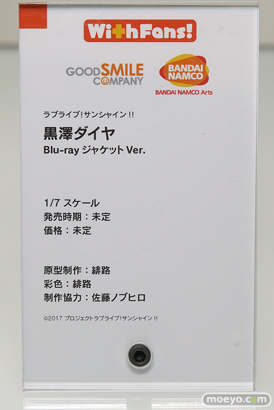 WithFans!
GOODSMILE
COMPANY
BANDAI
NAMCO
BANDAI NAMCO Arts
ラブライブ!サンシャイン!!
黒澤ダイヤ
Blu-ray ジャケット Ver.
1/7 スケール
発売時期:未定
価格:未定
原型制作:緋路
彩色:緋路
制作協力:佐藤ノブヒロ
©2017 プロジェクトラブライブ!サンシャイン!!
moeyo.com